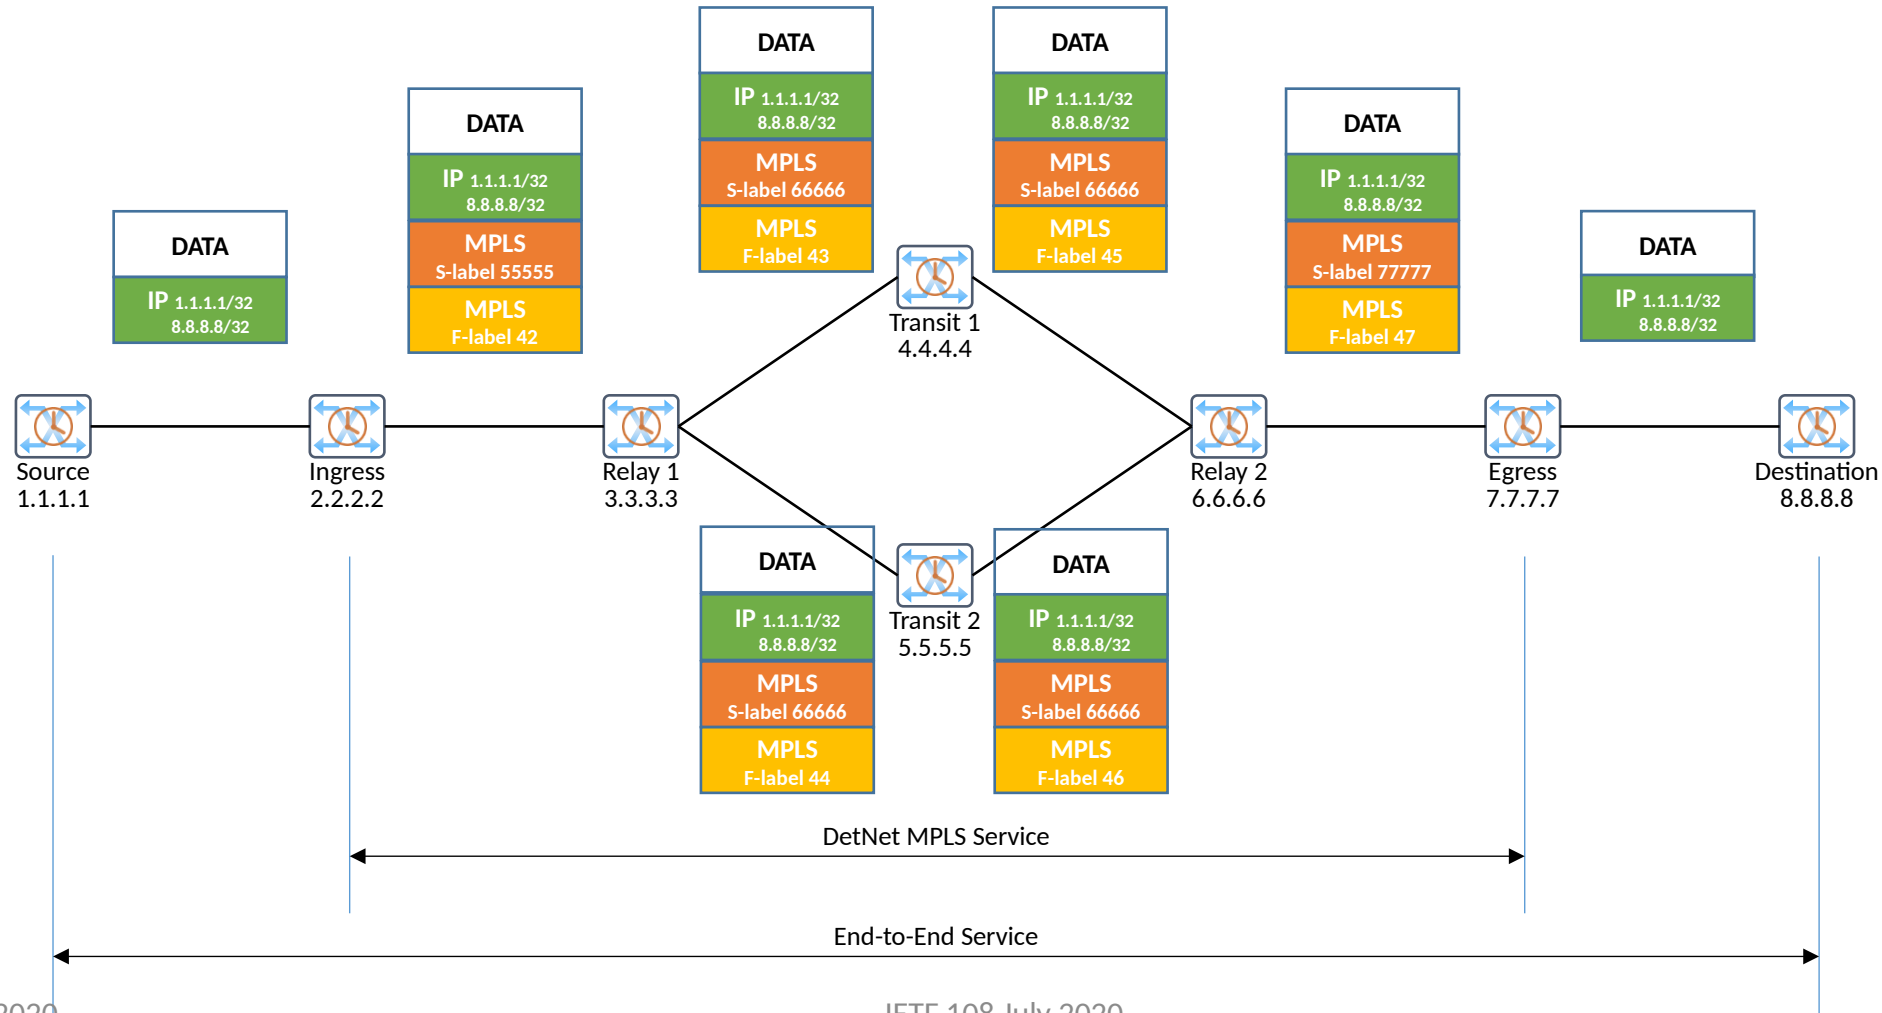 DATA
IP 1.1.1.1/32
8.8.8.8/32
DATA
IP 1.1.1.1/32
8.8.8.8/32
MPLS
S-label 55555
MPLS
F-label 42
DATA
IP 1.1.1.1/32
8.8.8.8/32
MPLS
S-label 66666
MPLS
F-label 43
DATA
IP 1.1.1.1/32
8.8.8.8/32
MPLS
S-label 66666
MPLS
F-label 45
DATA
IP 1.1.1.1/32
8.8.8.8/32
MPLS
S-label 77777
MPLS
F-label 47
DATA
IP 1.1.1.1/32
8.8.8.8/32
Transit 1
4.4.4.4
Source
1.1.1.1
Ingress
2.2.2.2
Relay 1
3.3.3.3
Relay 2
6.6.6.6
Egress
7.7.7.7
Destination
8.8.8.8
DATA
IP 1.1.1.1/32
8.8.8.8/32
MPLS
S-label 66666
MPLS
F-label 44
Transit 2
5.5.5.5
DATA
IP 1.1.1.1/32
8.8.8.8/32
MPLS
S-label 66666
MPLS
F-label 46
DetNet MPLS Service
End-to-End Service
2020
IETF 108 July 2020